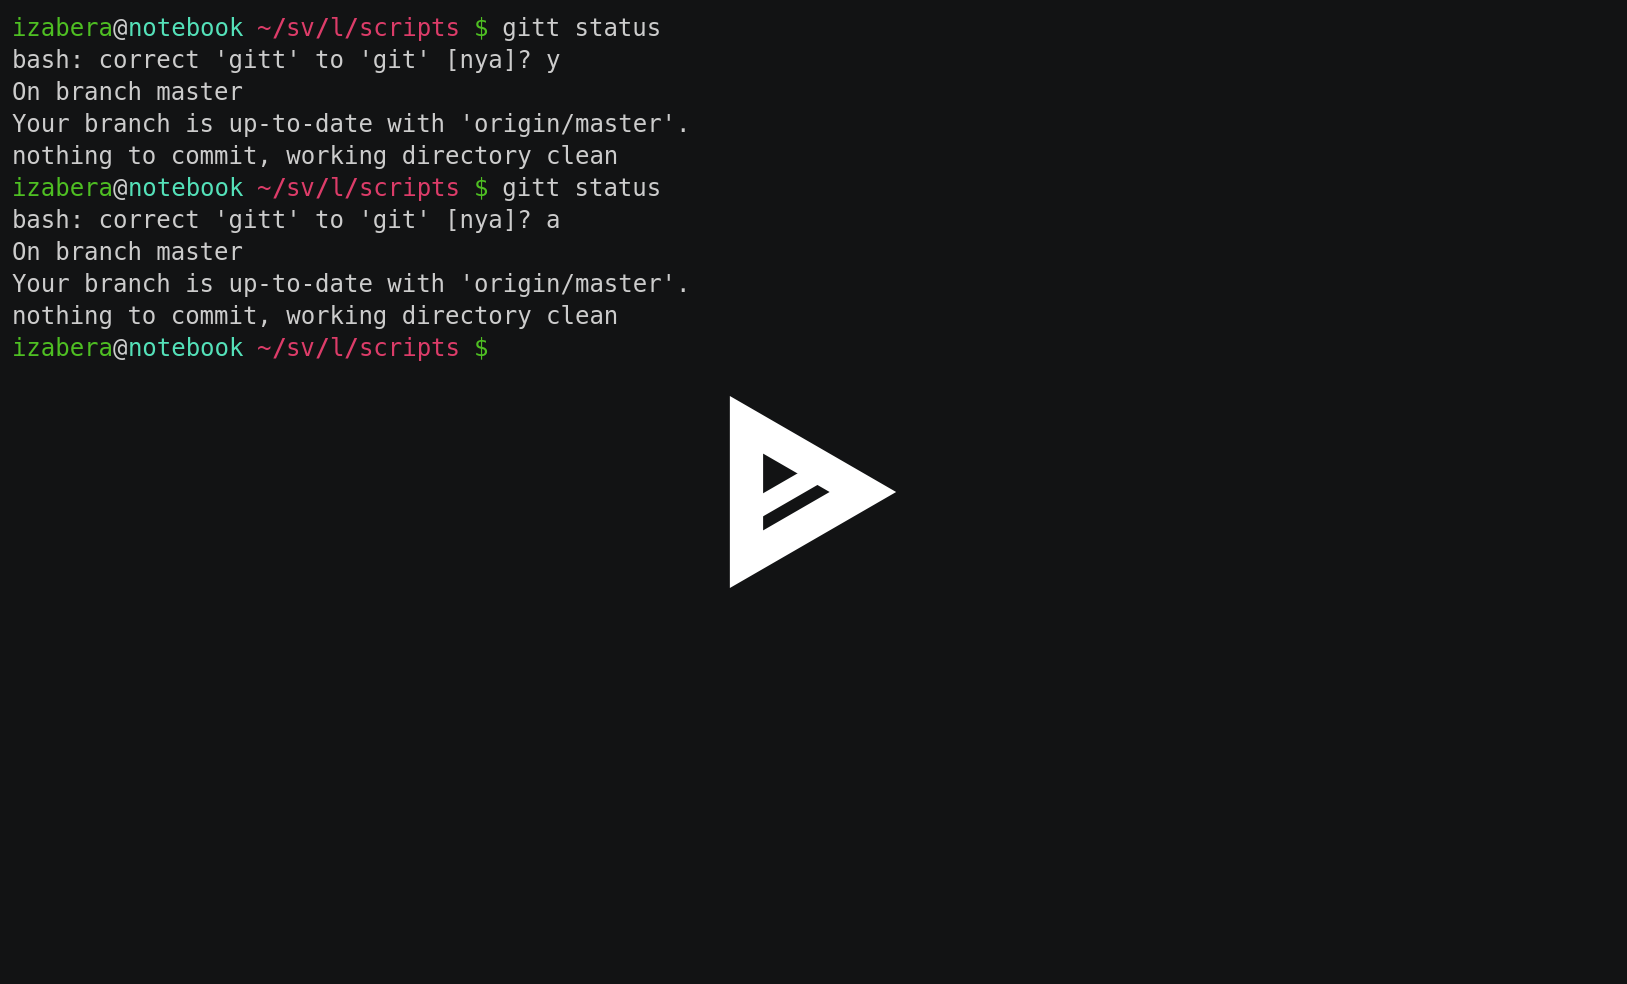 izabera@notebook ~/sv/l/scripts $ gitt status
bash: correct 'gitt' to 'git' [nya]? y
On branch master
Your branch is up-to-date with 'origin/master'.
nothing to commit, working directory clean
izabera@notebook ~/sv/l/scripts $ gitt status
bash: correct 'gitt' to 'git' [nya]? a
On branch master
Your branch is up-to-date with 'origin/master'.
nothing to commit, working directory clean
izabera@notebook ~/sv/l/scripts $